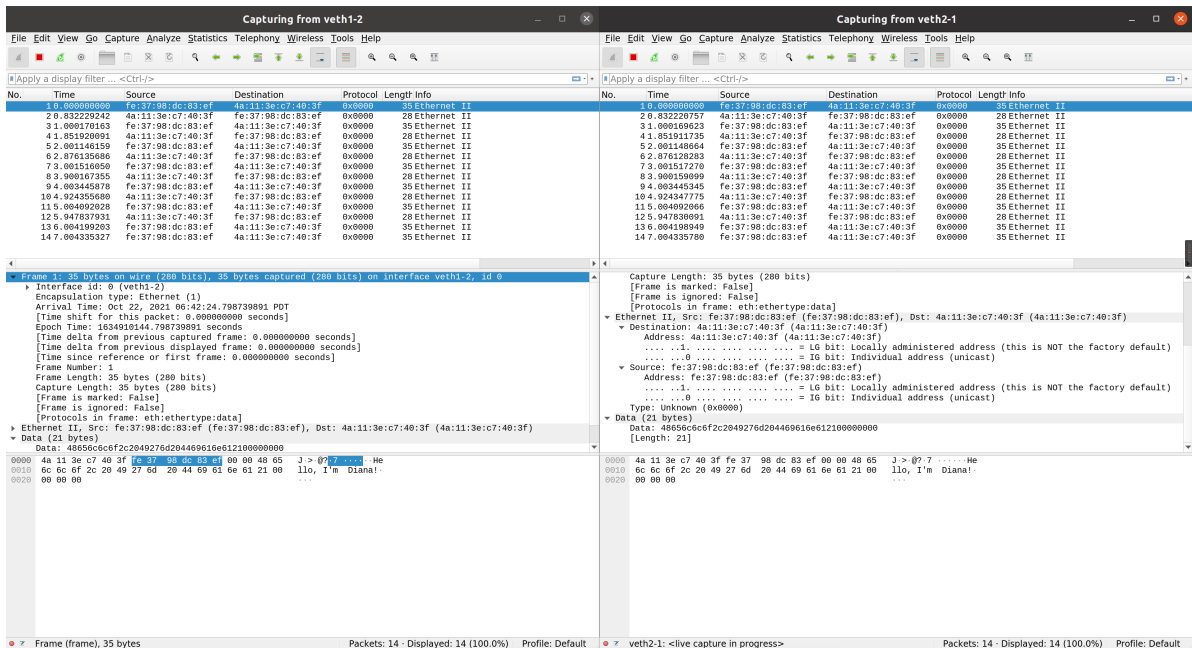 Capturing from veth1-2
File Edit View Go Capture Analyze Statistics Telephony Wireless Tools Help
Apply a display filter ... <Ctrl-/>
No. Time Source Destination Protocol Length Info
1 0.000000000 fe:37:98:dc:83:ef 4a:11:3e:c7:40:3f 0x0000 35 Ethernet II
2 0.832229242 4a:11:3e:c7:40:3f fe:37:98:dc:83:ef 0x0000 28 Ethernet II
3 1.000170163 fe:37:98:dc:83:ef 4a:11:3e:c7:40:3f 0x0000 35 Ethernet II
4 1.851920091 4a:11:3e:c7:40:3f fe:37:98:dc:83:ef 0x0000 28 Ethernet II
5 2.001146159 fe:37:98:dc:83:ef 4a:11:3e:c7:40:3f 0x0000 35 Ethernet II
6 2.876135686 4a:11:3e:c7:40:3f fe:37:98:dc:83:ef 0x0000 28 Ethernet II
7 3.001516050 fe:37:98:dc:83:ef 4a:11:3e:c7:40:3f 0x0000 35 Ethernet II
8 3.900167355 4a:11:3e:c7:40:3f fe:37:98:dc:83:ef 0x0000 28 Ethernet II
9 4.003445878 fe:37:98:dc:83:ef 4a:11:3e:c7:40:3f 0x0000 35 Ethernet II
10 4.924355680 4a:11:3e:c7:40:3f fe:37:98:dc:83:ef 0x0000 28 Ethernet II
11 5.004092028 fe:37:98:dc:83:ef 4a:11:3e:c7:40:3f 0x0000 35 Ethernet II
12 5.947837931 4a:11:3e:c7:40:3f fe:37:98:dc:83:ef 0x0000 28 Ethernet II
13 6.004199203 fe:37:98:dc:83:ef 4a:11:3e:c7:40:3f 0x0000 35 Ethernet II
14 7.004335327 fe:37:98:dc:83:ef 4a:11:3e:c7:40:3f 0x0000 35 Ethernet II
Frame 1: 35 bytes on wire (280 bits), 35 bytes captured (280 bits) on interface veth1-2, id 0
Interface id: 0 (veth1-2)
Encapsulation type: Ethernet (1)
Arrival Time: Oct 22, 2021 06:42:24.798739891 PDT
[Time shift for this packet: 0.000000000 seconds]
Epoch Time: 1634910144.798739891 seconds
[Time delta from previous captured frame: 0.000000000 seconds]
[Time delta from previous displayed frame: 0.000000000 seconds]
[Time since reference or first frame: 0.000000000 seconds]
Frame Number: 1
Frame Length: 35 bytes (280 bits)
Capture Length: 35 bytes (280 bits)
[Frame is marked: False]
[Frame is ignored: False]
[Protocols in frame: eth:ethertype:data]
Ethernet II, Src: fe:37:98:dc:83:ef (fe:37:98:dc:83:ef), Dst: 4a:11:3e:c7:40:3f (4a:11:3e:c7:40:3f)
Data (21 bytes)
Data: 48656c6c6f2c2049276d204469616e612100000000
0000 4a 11 3e c7 40 3f fe 37 98 dc 83 ef 00 00 48 65 J·>·@?·7 ······He
0010 6c 6c 6f 2c 20 49 27 6d 20 44 69 61 6e 61 21 00 llo, I'm Diana!·
0020 00 00 00 ···
Frame (frame), 35 bytes Packets: 14 · Displayed: 14 (100.0%) Profile: Default
Capturing from veth2-1
File Edit View Go Capture Analyze Statistics Telephony Wireless Tools Help
Apply a display filter ... <Ctrl-/>
No. Time Source Destination Protocol Length Info
1 0.000000000 fe:37:98:dc:83:ef 4a:11:3e:c7:40:3f 0x0000 35 Ethernet II
2 0.832220757 4a:11:3e:c7:40:3f fe:37:98:dc:83:ef 0x0000 28 Ethernet II
3 1.000169623 fe:37:98:dc:83:ef 4a:11:3e:c7:40:3f 0x0000 35 Ethernet II
4 1.851911735 4a:11:3e:c7:40:3f fe:37:98:dc:83:ef 0x0000 28 Ethernet II
5 2.001148664 fe:37:98:dc:83:ef 4a:11:3e:c7:40:3f 0x0000 35 Ethernet II
6 2.876128283 4a:11:3e:c7:40:3f fe:37:98:dc:83:ef 0x0000 28 Ethernet II
7 3.001517270 fe:37:98:dc:83:ef 4a:11:3e:c7:40:3f 0x0000 35 Ethernet II
8 3.900159099 4a:11:3e:c7:40:3f fe:37:98:dc:83:ef 0x0000 28 Ethernet II
9 4.003445345 fe:37:98:dc:83:ef 4a:11:3e:c7:40:3f 0x0000 35 Ethernet II
10 4.924347775 4a:11:3e:c7:40:3f fe:37:98:dc:83:ef 0x0000 28 Ethernet II
11 5.004092066 fe:37:98:dc:83:ef 4a:11:3e:c7:40:3f 0x0000 35 Ethernet II
12 5.947830091 4a:11:3e:c7:40:3f fe:37:98:dc:83:ef 0x0000 28 Ethernet II
13 6.004198949 fe:37:98:dc:83:ef 4a:11:3e:c7:40:3f 0x0000 35 Ethernet II
14 7.004335780 fe:37:98:dc:83:ef 4a:11:3e:c7:40:3f 0x0000 35 Ethernet II
Capture Length: 35 bytes (280 bits)
[Frame is marked: False]
[Frame is ignored: False]
[Protocols in frame: eth:ethertype:data]
Ethernet II, Src: fe:37:98:dc:83:ef (fe:37:98:dc:83:ef), Dst: 4a:11:3e:c7:40:3f (4a:11:3e:c7:40:3f)
Destination: 4a:11:3e:c7:40:3f (4a:11:3e:c7:40:3f)
Address: 4a:11:3e:c7:40:3f (4a:11:3e:c7:40:3f)
.... ..1. .... .... .... .... = LG bit: Locally administered address (this is NOT the factory default)
.... ...0 .... .... .... .... = IG bit: Individual address (unicast)
Source: fe:37:98:dc:83:ef (fe:37:98:dc:83:ef)
Address: fe:37:98:dc:83:ef (fe:37:98:dc:83:ef)
.... ..1. .... .... .... .... = LG bit: Locally administered address (this is NOT the factory default)
.... ...0 .... .... .... .... = IG bit: Individual address (unicast)
Type: Unknown (0x0000)
Data (21 bytes)
Data: 48656c6c6f2c2049276d204469616e612100000000
[Length: 21]
0000 4a 11 3e c7 40 3f fe 37 98 dc 83 ef 00 00 48 65 J·>·@?·7 ······He
0010 6c 6c 6f 2c 20 49 27 6d 20 44 69 61 6e 61 21 00 llo, I'm Diana!·
0020 00 00 00 ···
veth2-1: <live capture in progress> Packets: 14 · Displayed: 14 (100.0%) Profile: Default